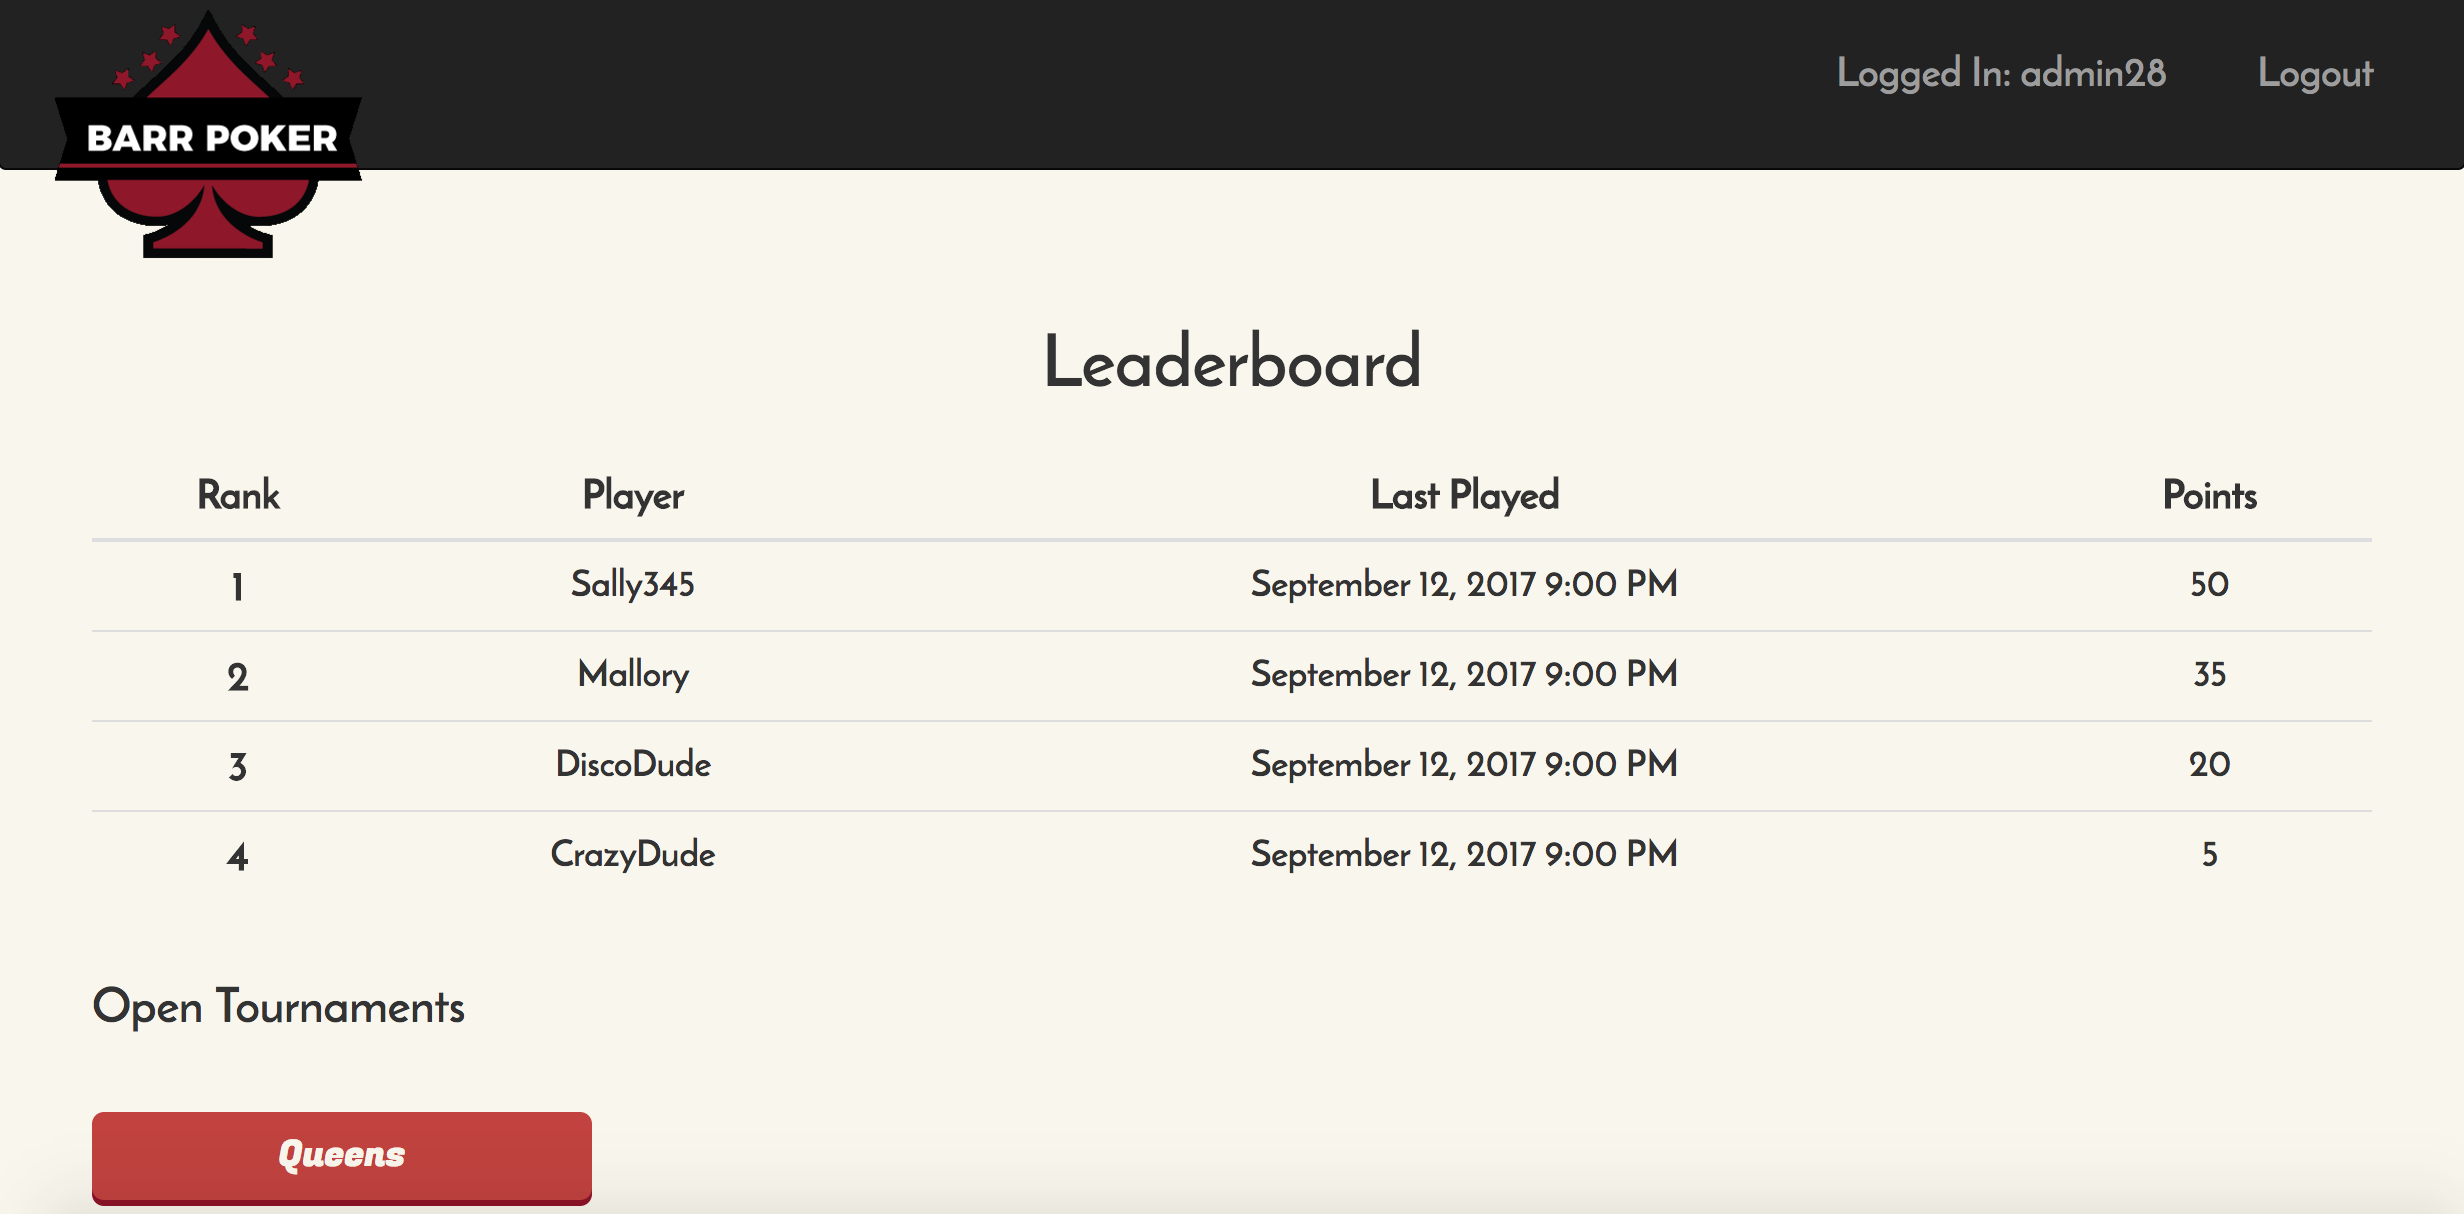 BARR POKER
Logged In: admin28 Logout
Leaderboard
Rank Player Last Played Points
1 Sally345 September 12, 2017 9:00 PM 50
2 Mallory September 12, 2017 9:00 PM 35
3 DiscoDude September 12, 2017 9:00 PM 20
4 CrazyDude September 12, 2017 9:00 PM 5
Open Tournaments
Queens